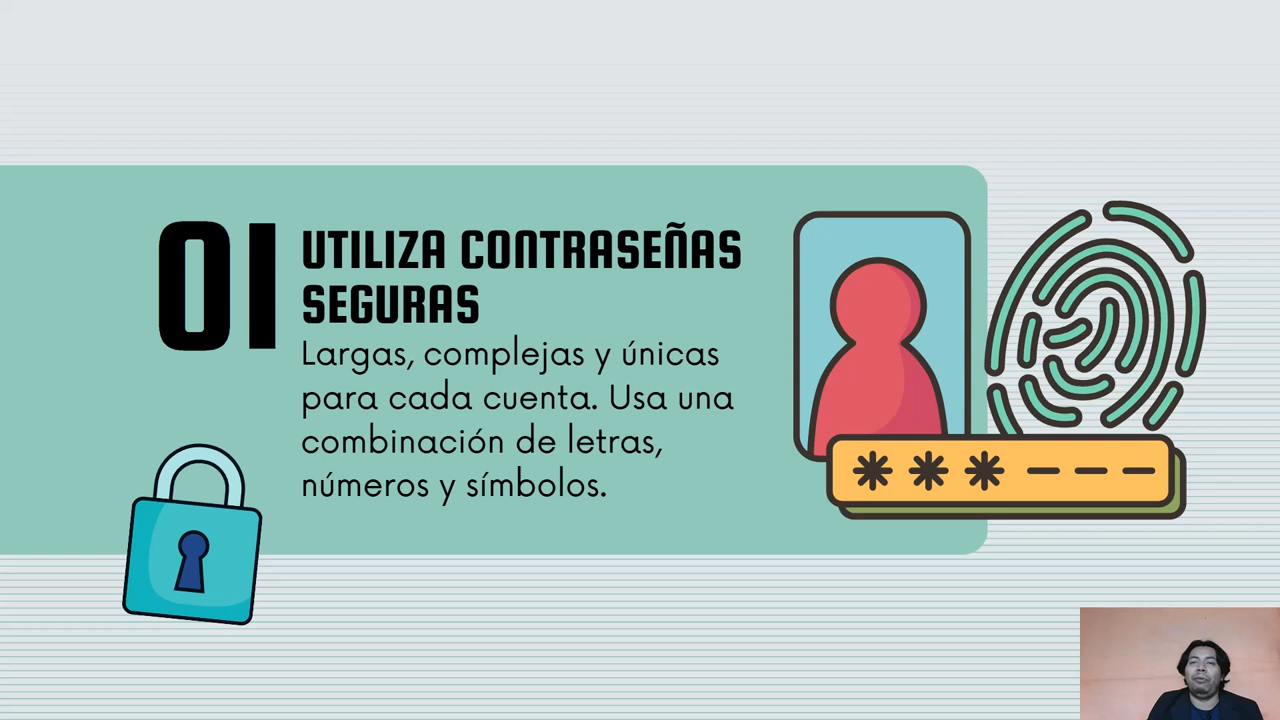 01
UTILIZA CONTRASEÑAS
SEGURAS
Largas, complejas y únicas
para cada cuenta. Usa una
combinación de letras,
números y símbolos.